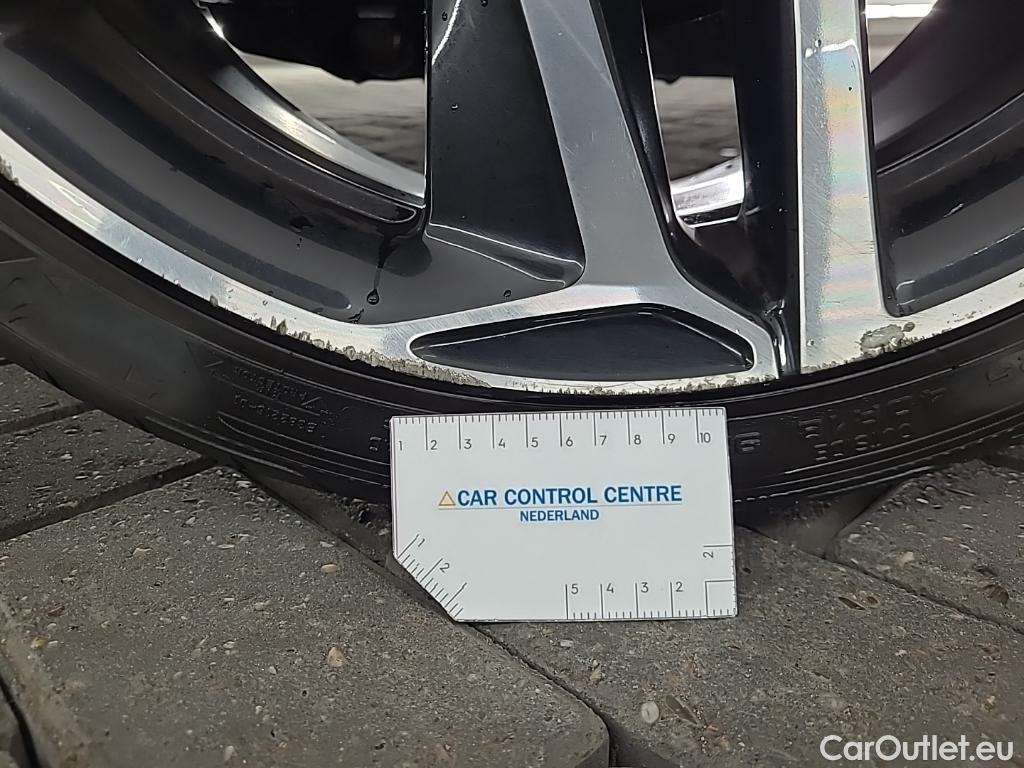 1 2 3 4 5 6 7 8 9 10
CAR CONTROL CENTRE
NEDERLAND
1
2
2
5 4 3 2
CarOutlet.eu